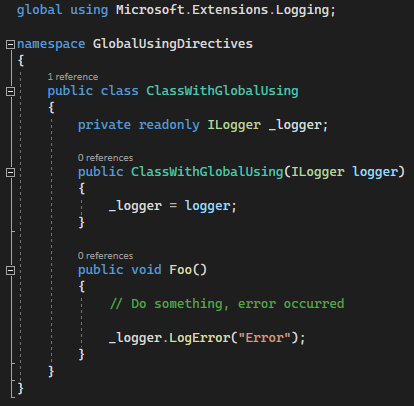 global using Microsoft.Extensions.Logging;
namespace GlobalUsingDirectives
{
1 reference
public class ClassWithGlobalUsing
{
private readonly ILogger _logger;
0 references
public ClassWithGlobalUsing(ILogger logger)
{
_logger = logger;
}
0 references
public void Foo()
{
// Do something, error occurred
_logger.LogError("Error");
}
}
}